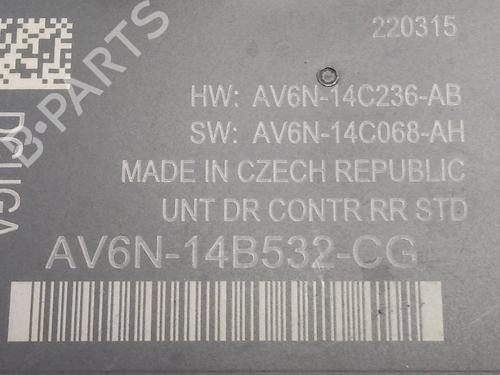 220315
HW: AV6N-14C236-AB
SW: AV6N-14C068-AH
MADE IN CZECH REPUBLIC
UNT DR CONTR RR STD
AV6N-14B532-CG
B-PARTS